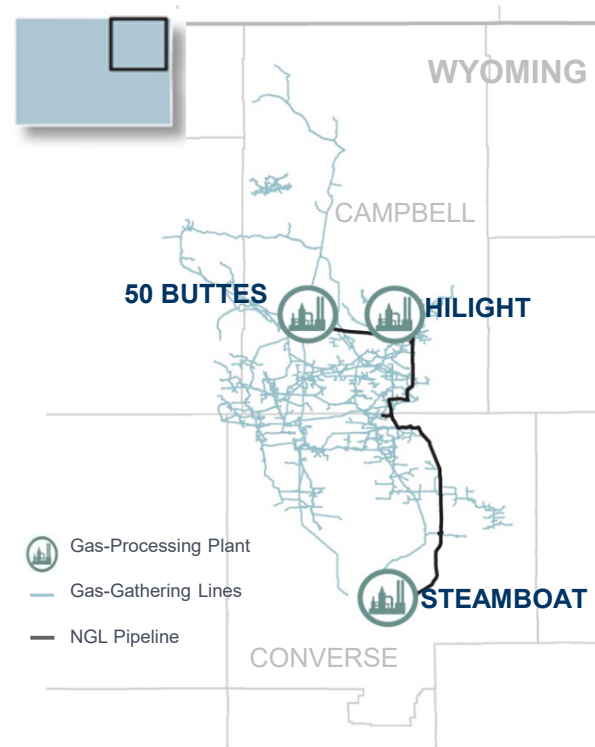 WYOMING
CAMPBELL
50 BUTTES
HILIGHT
Gas-Processing Plant
Gas-Gathering Lines
STEAMBOAT
NGL Pipeline
CONVERSE